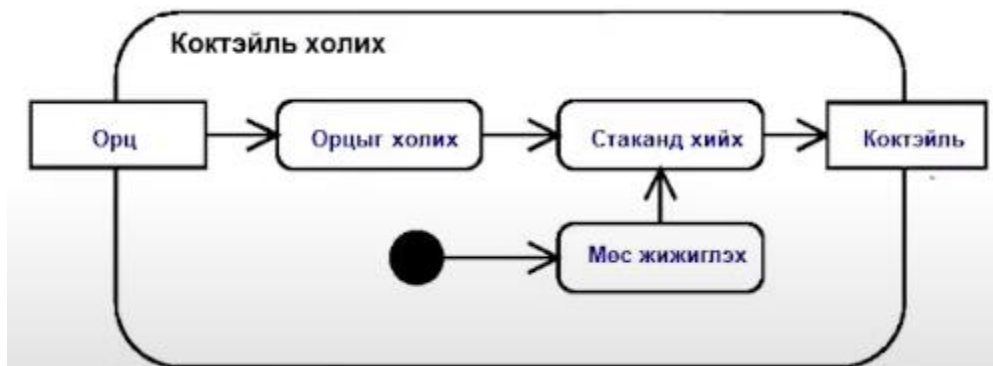 Коктэйль холих
Орц
Орцыг холих
Стаканд хийх
Коктэйль
Мөс жижиглэх